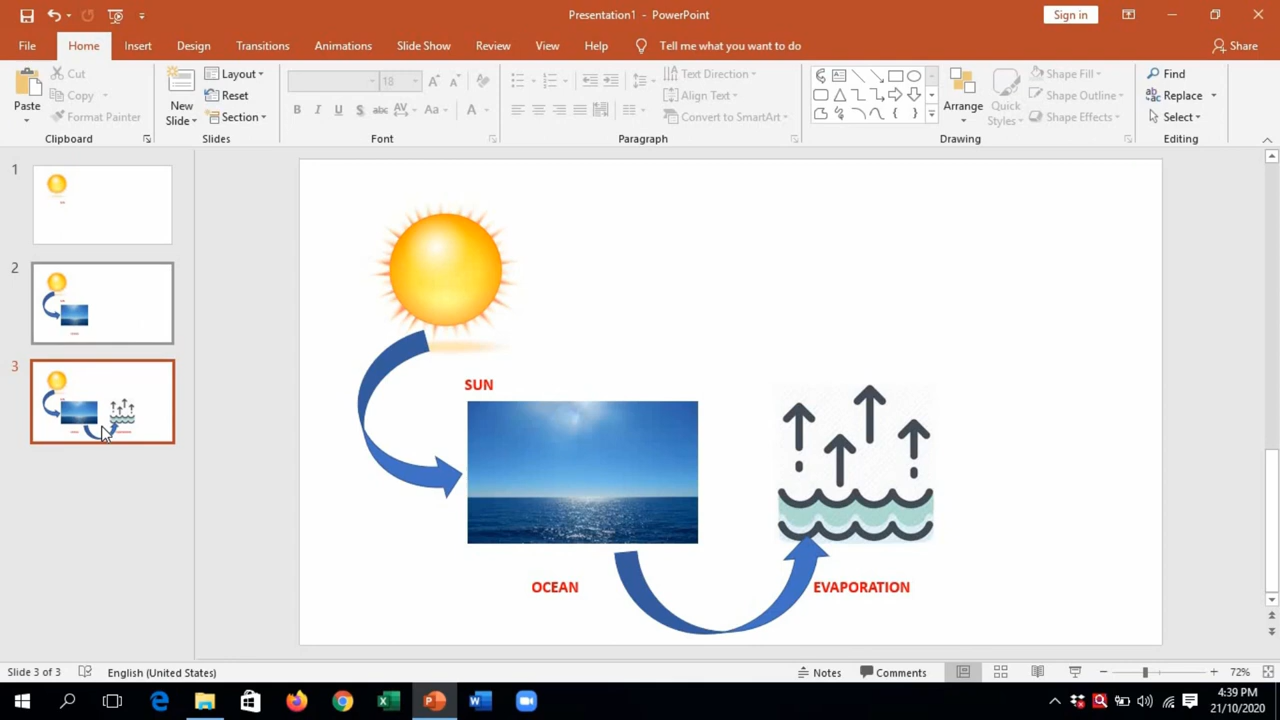 Presentation1 - PowerPoint
Sign in
File
Home
Insert
Design
Transitions
Animations
Slide Show
Review
View
Help
Tell me what you want to do
Share
Paste
Cut
Copy
Format Painter
Clipboard
New
Slide
Layout
Reset
Section
Slides
18
B I U S abc AV Aa A
Font
Text Direction
Align Text
Convert to SmartArt
Paragraph
Arrange
Quick
Styles
Shape Fill
Shape Outline
Shape Effects
Drawing
Find
Replace
Select
Editing
1
2
3
SUN
OCEAN
EVAPORATION
Slide 3 of 3
English (United States)
Notes
Comments
72%
4:39 PM
21/10/2020